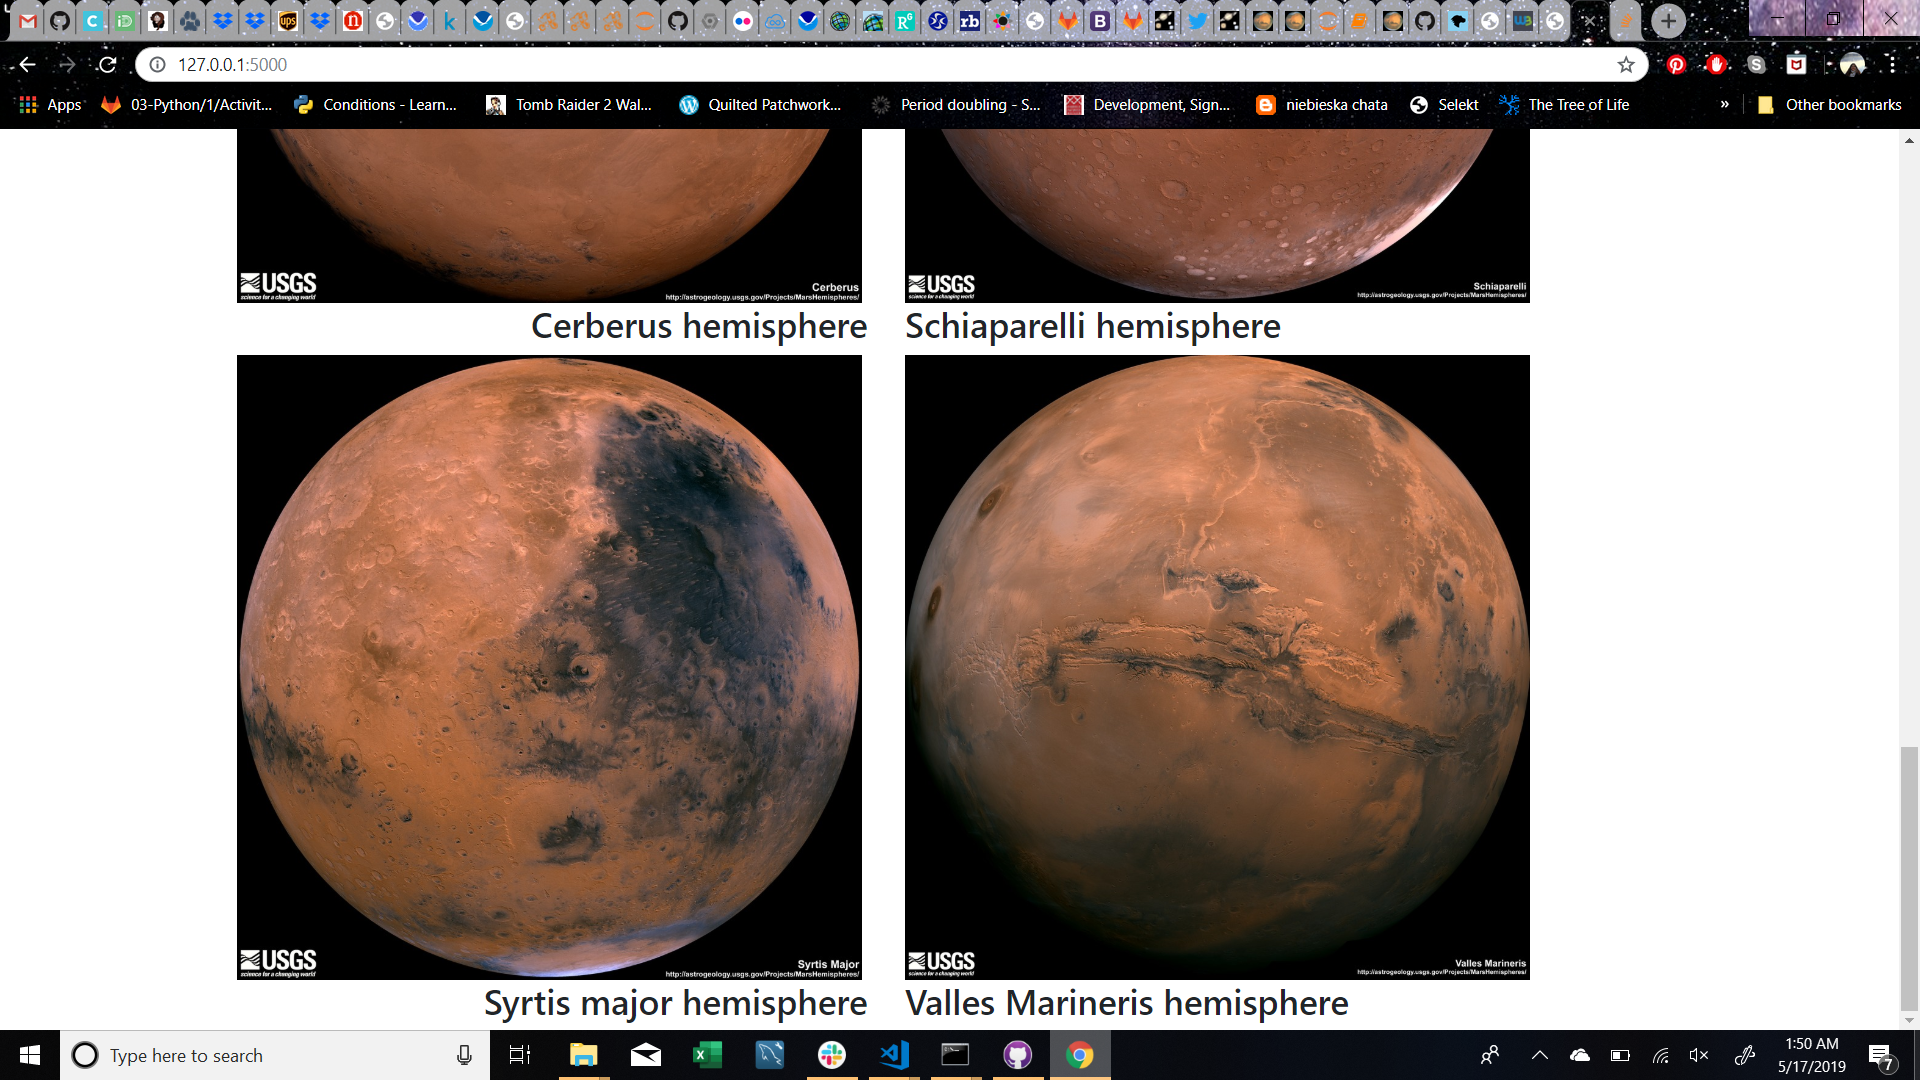 ups
n
k
rb
B
127.0.0.1:5000
Apps
03-Python/1/Activit...
Conditions - Learn...
Tomb Raider 2 Wal...
Quilted Patchwork...
Period doubling - S...
Development, Sign...
niebieska chata
Selekt
The Tree of Life
»
Other bookmarks
USGS
science for a changing world
Cerberus
http://astrogeology.usgs.gov/Projects/MarsHemispheres/
USGS
science for a changing world
Schiaparelli
http://astrogeology.usgs.gov/Projects/MarsHemispheres/
Cerberus hemisphere
Schiaparelli hemisphere
USGS
science for a changing world
Syrtis Major
http://astrogeology.usgs.gov/Projects/MarsHemispheres/
USGS
science for a changing world
Valles Marineris
http://astrogeology.usgs.gov/Projects/MarsHemispheres/
Syrtis major hemisphere
Valles Marineris hemisphere
Type here to search
1:50 AM
5/17/2019
7